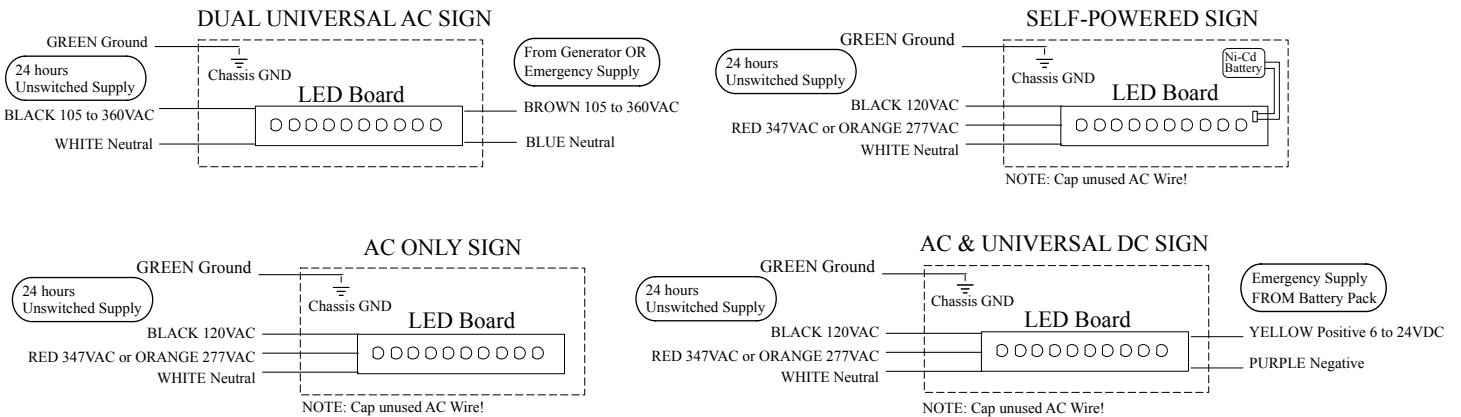 DUAL UNIVERSAL AC SIGN
GREEN Ground
24 hours
Unswitched Supply
Chassis GND
From Generator OR
Emergency Supply
LED Board
BLACK 105 to 360VAC
BROWN 105 to 360VAC
WHITE Neutral
BLUE Neutral
SELF-POWERED SIGN
GREEN Ground
24 hours
Unswitched Supply
Chassis GND
Ni-Cd
Battery
LED Board
BLACK 120VAC
RED 347VAC or ORANGE 277VAC
WHITE Neutral
NOTE: Cap unused AC Wire!
AC ONLY SIGN
GREEN Ground
24 hours
Unswitched Supply
Chassis GND
LED Board
BLACK 120VAC
RED 347VAC or ORANGE 277VAC
WHITE Neutral
NOTE: Cap unused AC Wire!
AC & UNIVERSAL DC SIGN
GREEN Ground
24 hours
Unswitched Supply
Chassis GND
Emergency Supply
FROM Battery Pack
LED Board
BLACK 120VAC
YELLOW Positive 6 to 24VDC
RED 347VAC or ORANGE 277VAC
PURPLE Negative
WHITE Neutral
NOTE: Cap unused AC Wire!